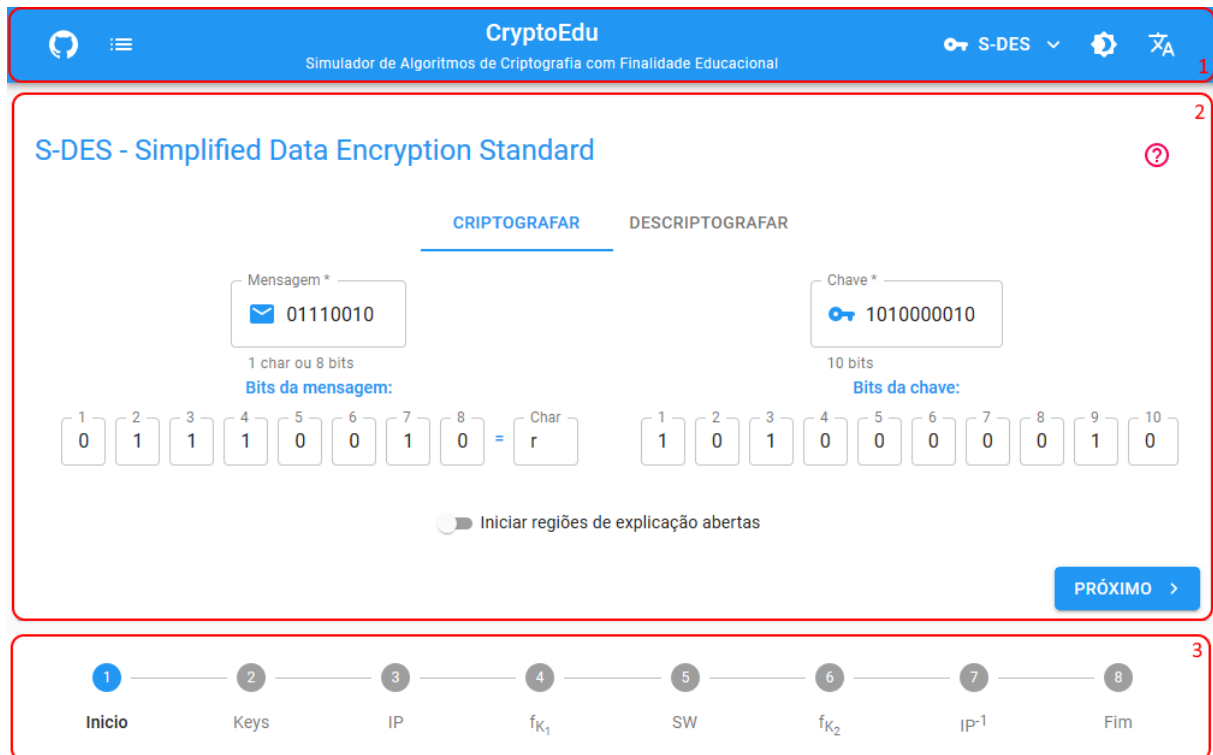 CryptoEdu
Simulador de Algoritmos de Criptografia com Finalidade Educacional
S-DES
1
2
S-DES - Simplified Data Encryption Standard
CRIPTOGRAFAR DESCRIPTOGRAFAR
Mensagem * Chave *
01110010 1010000010
1 char ou 8 bits 10 bits
Bits da mensagem: Bits da chave:
1 2 3 4 5 6 7 8 Char 1 2 3 4 5 6 7 8 9 10
0 1 1 1 0 0 1 0 = r 1 0 1 0 0 0 0 0 1 0
Iniciar regiões de explicação abertas
PRÓXIMO >
3
1 2 3 4 5 6 7 8
Inicio Keys IP fK1 SW fK2 IP-1 Fim